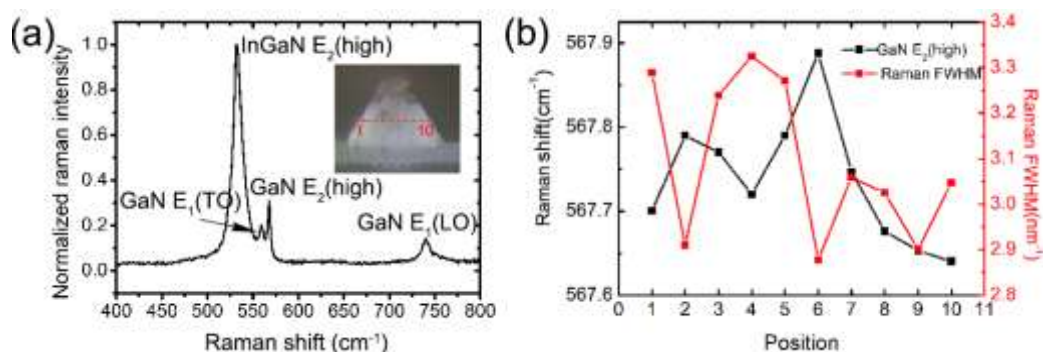 (a)
Normalized raman intensity
1.0
0.8
0.6
0.4
0.2
0.0
InGaN E2(high)
1 10
GaN E2(high)
GaN E1(TO)
GaN E1(LO)
400 450 500 550 600 650 700 750 800
Raman shift (cm⁻¹)
(b)
Raman shift(cm⁻¹)
567.9
567.8
567.7
567.6
GaN E2(high)
Raman FWHM
3.4
3.3
3.2
3.1
3.0
2.9
2.8
Raman FWHM(nm⁻¹)
0 1 2 3 4 5 6 7 8 9 10 11
Position